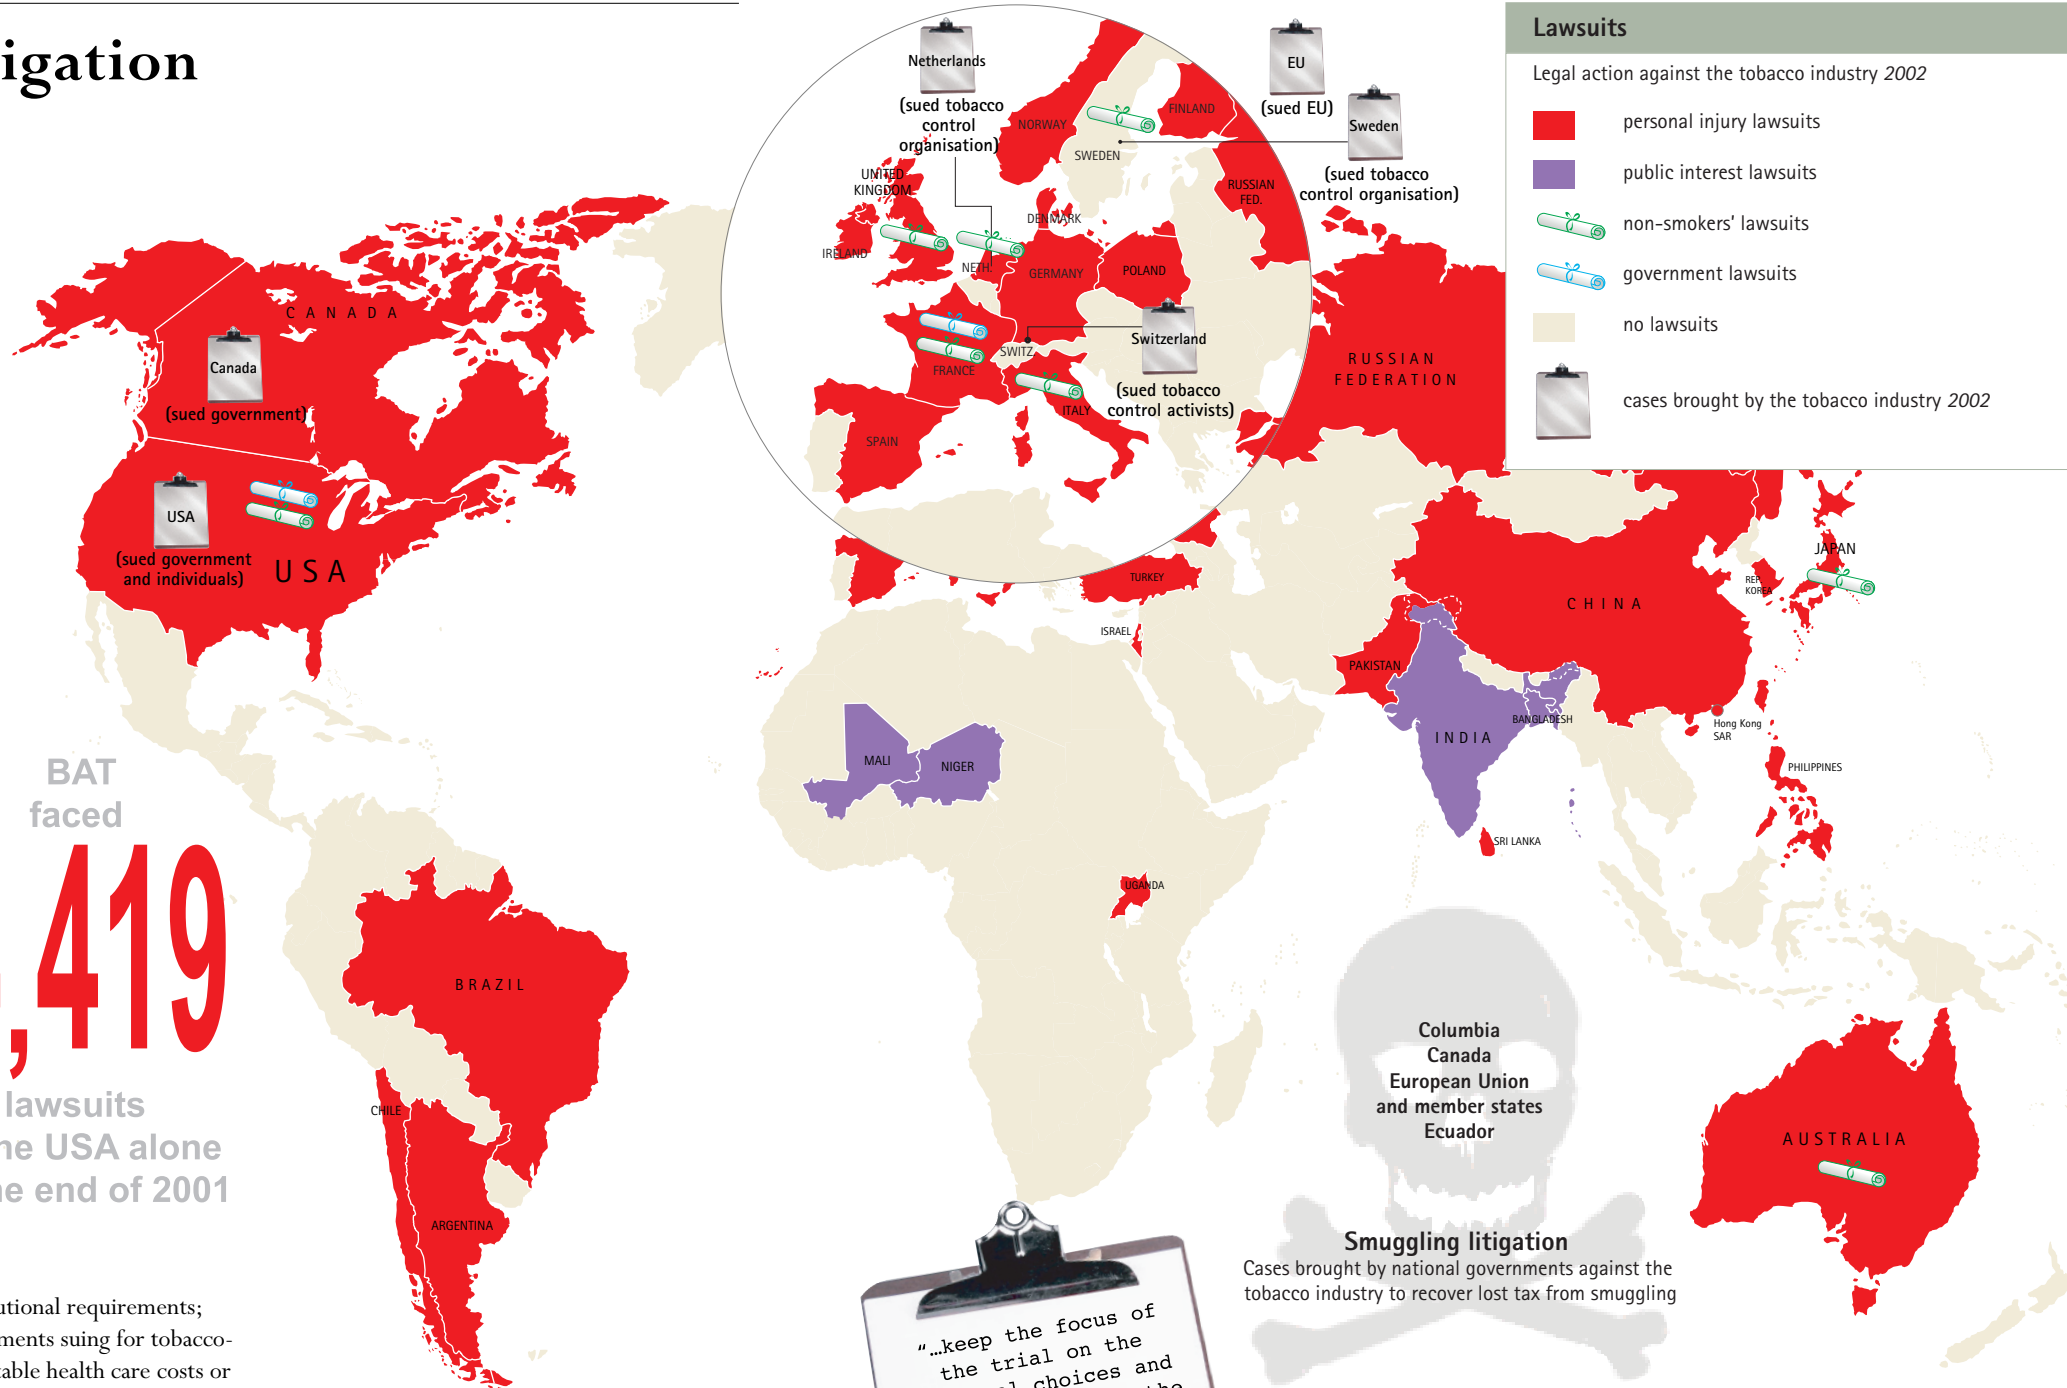 igation
Lawsuits
Legal action against the tobacco industry 2002
personal injury lawsuits
public interest lawsuits
non-smokers' lawsuits
government lawsuits
no lawsuits
cases brought by the tobacco industry 2002
Netherlands
(sued tobacco
control
organisation)
EU
(sued EU)
Sweden
(sued tobacco
control organisation)
NORWAY
FINLAND
SWEDEN
RUSSIAN
FED.
UNITED
KINGDOM
DENMARK
IRELAND
NETH.
GERMANY
POLAND
Switzerland
(sued tobacco
control activists)
SWITZ.
FRANCE
ITALY
SPAIN
CANADA
Canada
(sued government)
USA
(sued government
and individuals)
USA
RUSSIAN
FEDERATION
TURKEY
ISRAEL
CHINA
JAPAN
REP.
KOREA
PAKISTAN
INDIA
BANGLADESH
Hong Kong
SAR
PHILIPPINES
SRI LANKA
MALI
NIGER
UGANDA
BRAZIL
CHILE
ARGENTINA
AUSTRALIA
BAT
faced
,419
lawsuits
he USA alone
he end of 2001
Columbia
Canada
European Union
and member states
Ecuador
Smuggling litigation
Cases brought by national governments against the
tobacco industry to recover lost tax from smuggling
utional requirements;
ments suing for tobacco-
table health care costs or
"...keep the focus of
the trial on the
choices and